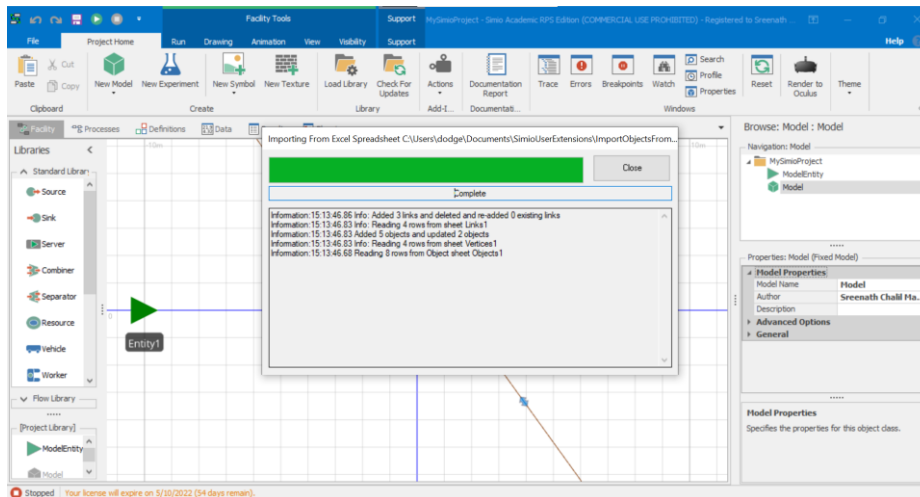 Facility Tools
Support
MySimioProject - Simio Academic RPS Edition (COMMERCIAL USE PROHIBITED) - Registered to Sreenath ...
File
Project Home
Run
Drawing
Animation
View
Visibility
Support
Help
Paste
Cut
Copy
New Model
New Experiment
New Symbol
New Texture
Load Library
Check For Updates
Actions
Documentation Report
Trace
Errors
Breakpoints
Watch
Search
Profile
Properties
Reset
Render to Oculus
Theme
Clipboard
Create
Library
Add-I...
Documentati...
Windows
Facility
Processes
Definitions
Data
Browse: Model : Model
Libraries
Standard Librar
Source
Sink
Server
Combiner
Separator
Resource
Vehicle
Worker
Flow Library
[Project Library]
ModelEntity
Model
-10m
10m
0
Entity1
Importing From Excel Spreadsheet C:\Users\dodge\Documents\SimioUserExtensions\ImportObjectsFrom...
Close
Complete
Information:15:13:46.86 Info: Added 3 links and deleted and re-added 0 existing links
Information:15:13:46.83 Info: Reading 4 rows from sheet Links1
Information:15:13:46.83 Added 5 objects and updated 2 objects
Information:15:13:46.83 Info: Reading 4 rows from sheet Vertices1
Information:15:13:46.68 Reading 8 rows from Object sheet Objects1
Navigation: Model
MySimioProject
ModelEntity
Model
Properties: Model (Fixed Model)
Model Properties
Model Name Model
Author Sreenath Chalil Ma..
Description
Advanced Options
General
Model Properties
Specifies the properties for this object class.
Stopped
Your license will expire on 5/10/2022 (54 days remain).